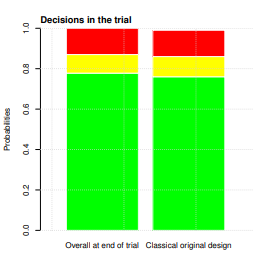 Decisions in the trial
Probabilities
1.0
0.8
0.6
0.4
0.2
0.0
Overall at end of trial
Classical original design